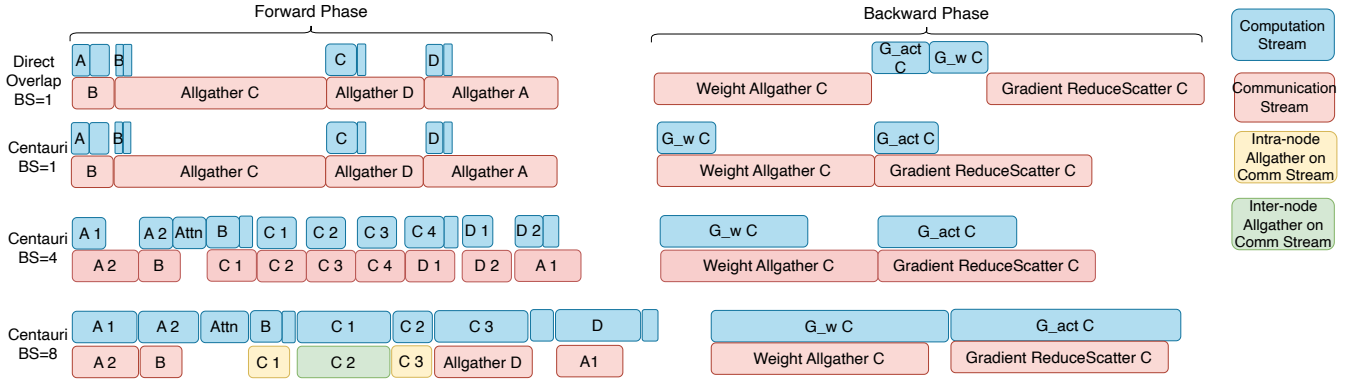 Forward Phase
Backward Phase
Direct
Overlap
BS=1
A
B
C
D
B
Allgather C
Allgather D
Allgather A
G_act
C
G_w C
Weight Allgather C
Gradient ReduceScatter C
Centauri
BS=1
A
B
C
D
B
Allgather C
Allgather D
Allgather A
G_w C
G_act C
Weight Allgather C
Gradient ReduceScatter C
Centauri
BS=4
A 1
A 2
Attn
B
C 1
C 2
C 3
C 4
D 1
D 2
A 2
B
C 1
C 2
C 3
C 4
D 1
D 2
A 1
G_w C
G_act C
Weight Allgather C
Gradient ReduceScatter C
Centauri
BS=8
A 1
A 2
Attn
B
C 1
C 2
C 3
D
A 2
B
C 1
C 2
C 3
Allgather D
A1
G_w C
G_act C
Weight Allgather C
Gradient ReduceScatter C
Computation
Stream
Communication
Stream
Intra-node
Allgather on
Comm Stream
Inter-node
Allgather on
Comm Stream